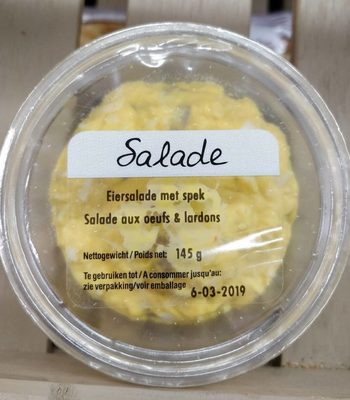 Salade
Eiersalade met spek
Salade aux oeufs & lardons
Nettogewicht / Poids net: 145 g
Te gebruiken tot / A consommer jusqu'au:
zie verpakking/voir emballage 6-03-2019